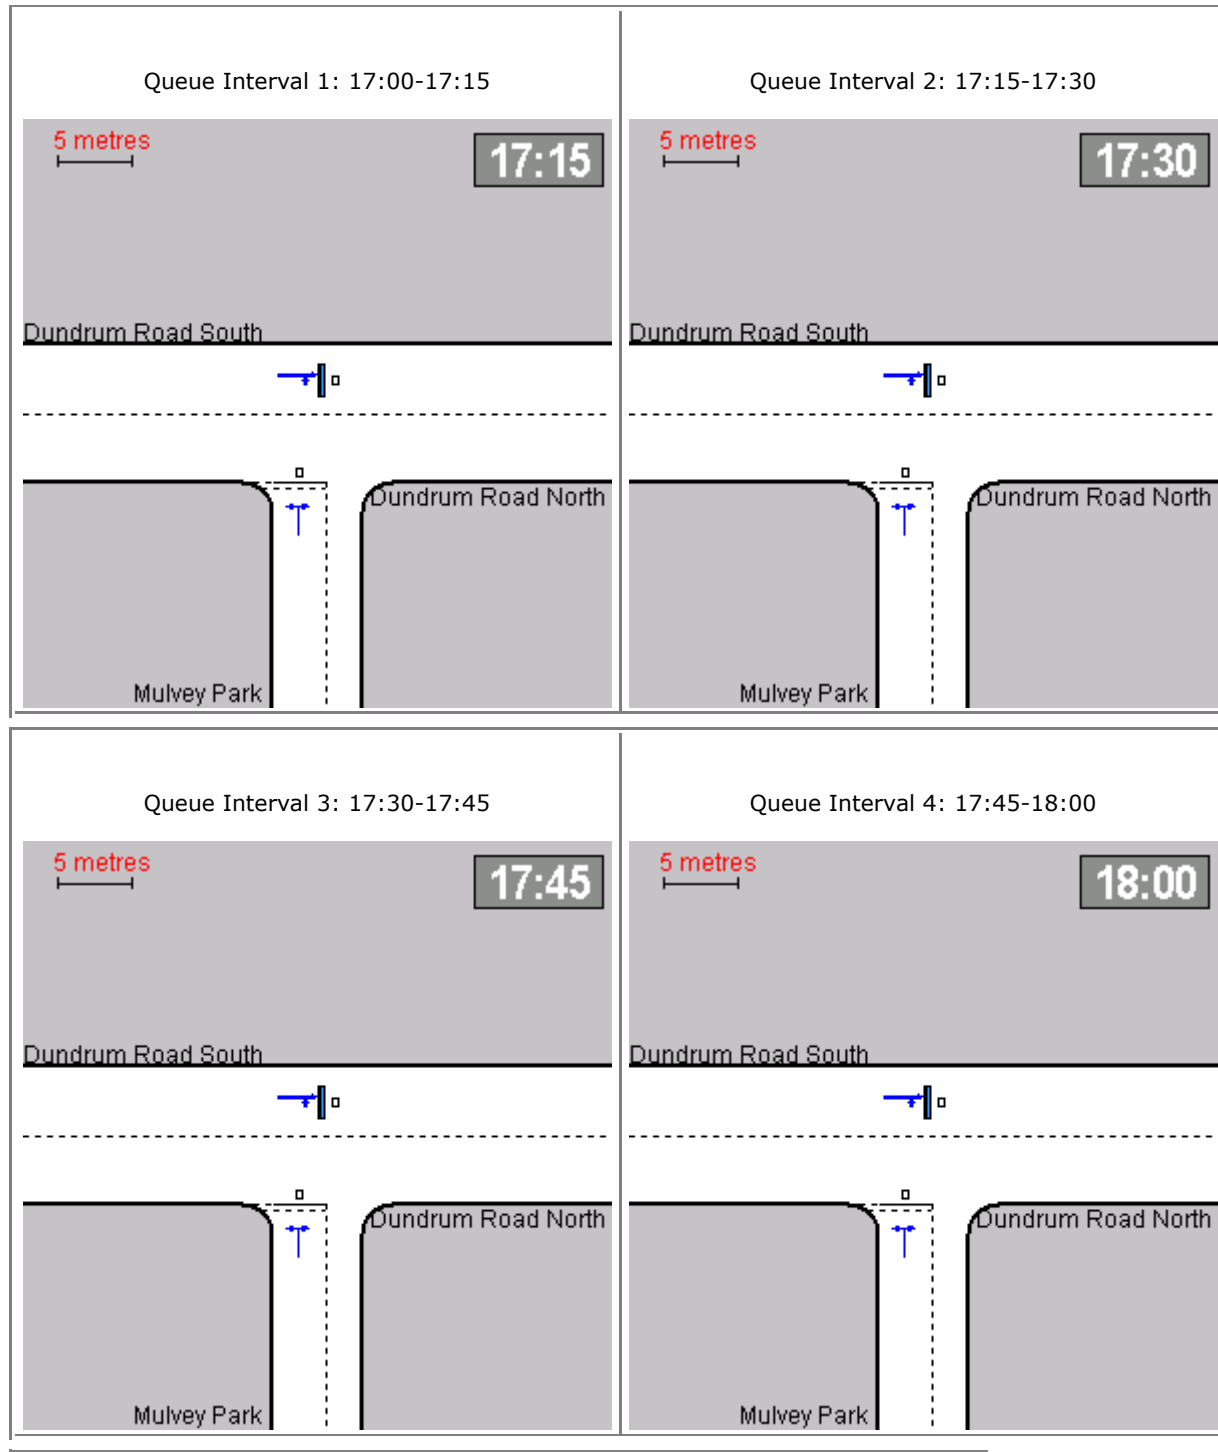 Queue Interval 1: 17:00-17:15
5 metres
17:15
Dundrum Road South
Dundrum Road North
Mulvey Park
Queue Interval 2: 17:15-17:30
5 metres
17:30
Dundrum Road South
Dundrum Road North
Mulvey Park
Queue Interval 3: 17:30-17:45
5 metres
17:45
Dundrum Road South
Dundrum Road North
Mulvey Park
Queue Interval 4: 17:45-18:00
5 metres
18:00
Dundrum Road South
Dundrum Road North
Mulvey Park